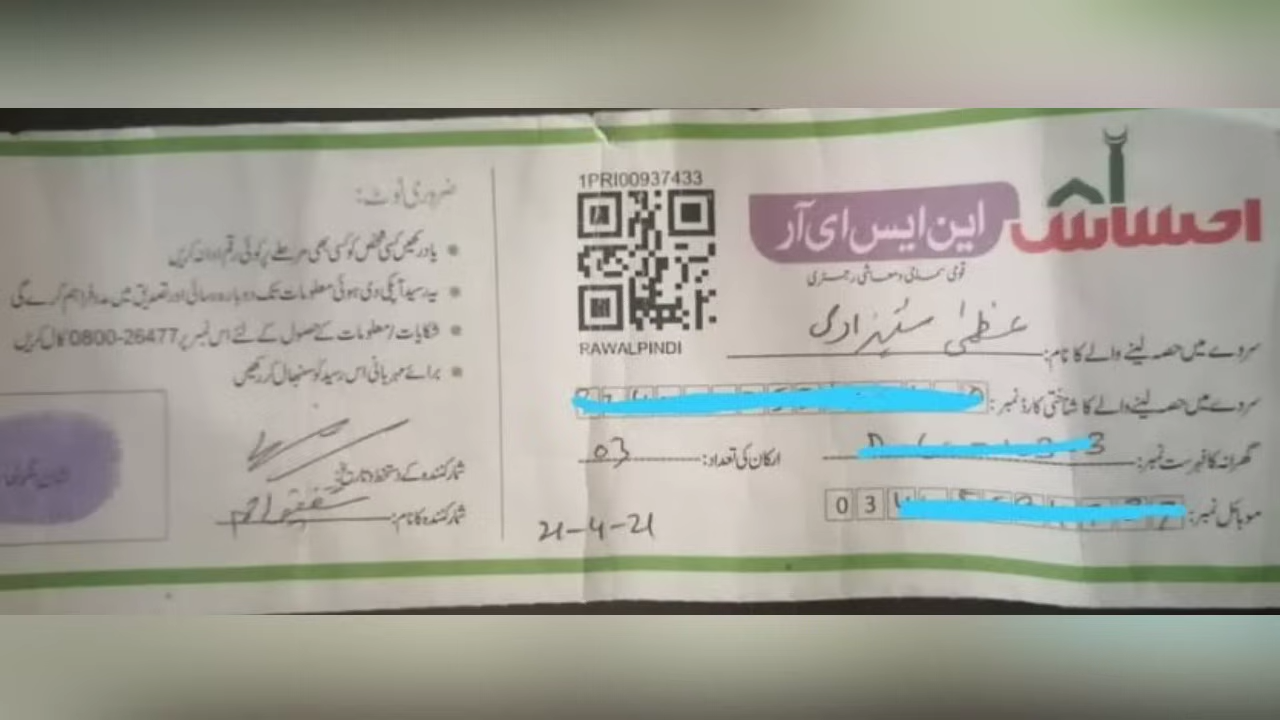 احساس
این ایس ای آر
قومی سماجی و معاشی رجسٹری
1PRI00937433
RAWALPINDI
سروے میں حصہ لینے والے کا نام: عظمیٰ شہزادی
سروے میں حصہ لینے والے کا شناختی کارڈ نمبر:
گھرانہ کا فہرست نمبر:
ارکان کی تعداد: 03
موبائل نمبر: 03
21-4-21
ضروری نوٹ:
یاد رکھیں کسی شخص کو کسی بھی مرحلے پر کوئی رقم ادا نہ کریں
یہ رسید آپکی دی ہوئی معلومات تک دوبارہ رسائی اور تصدیق میں مدد فراہم کرے گی
شکایات/معلومات کے حصول کے لئے اس نمبر پر 26477-0800 کال کریں
برائے مہربانی اس رسید کو سنبھال کر رکھیں
شمار کنندہ کے دستخط و تاریخ:
شمار کنندہ کا نام: